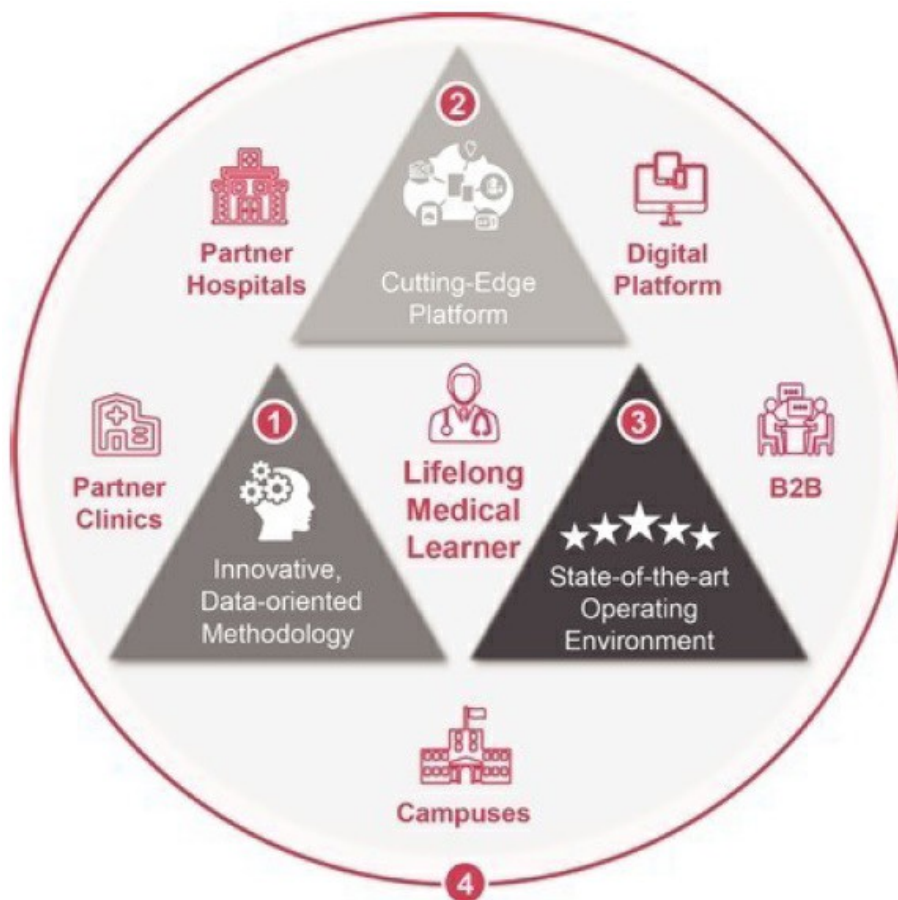 2
Partner
Hospitals
Cutting-Edge
Platform
Digital
Platform
1
3
Partner
Clinics
Lifelong
Medical
Learner
B2B
Innovative,
Data-oriented
Methodology
State-of-the-art
Operating
Environment
Campuses
4